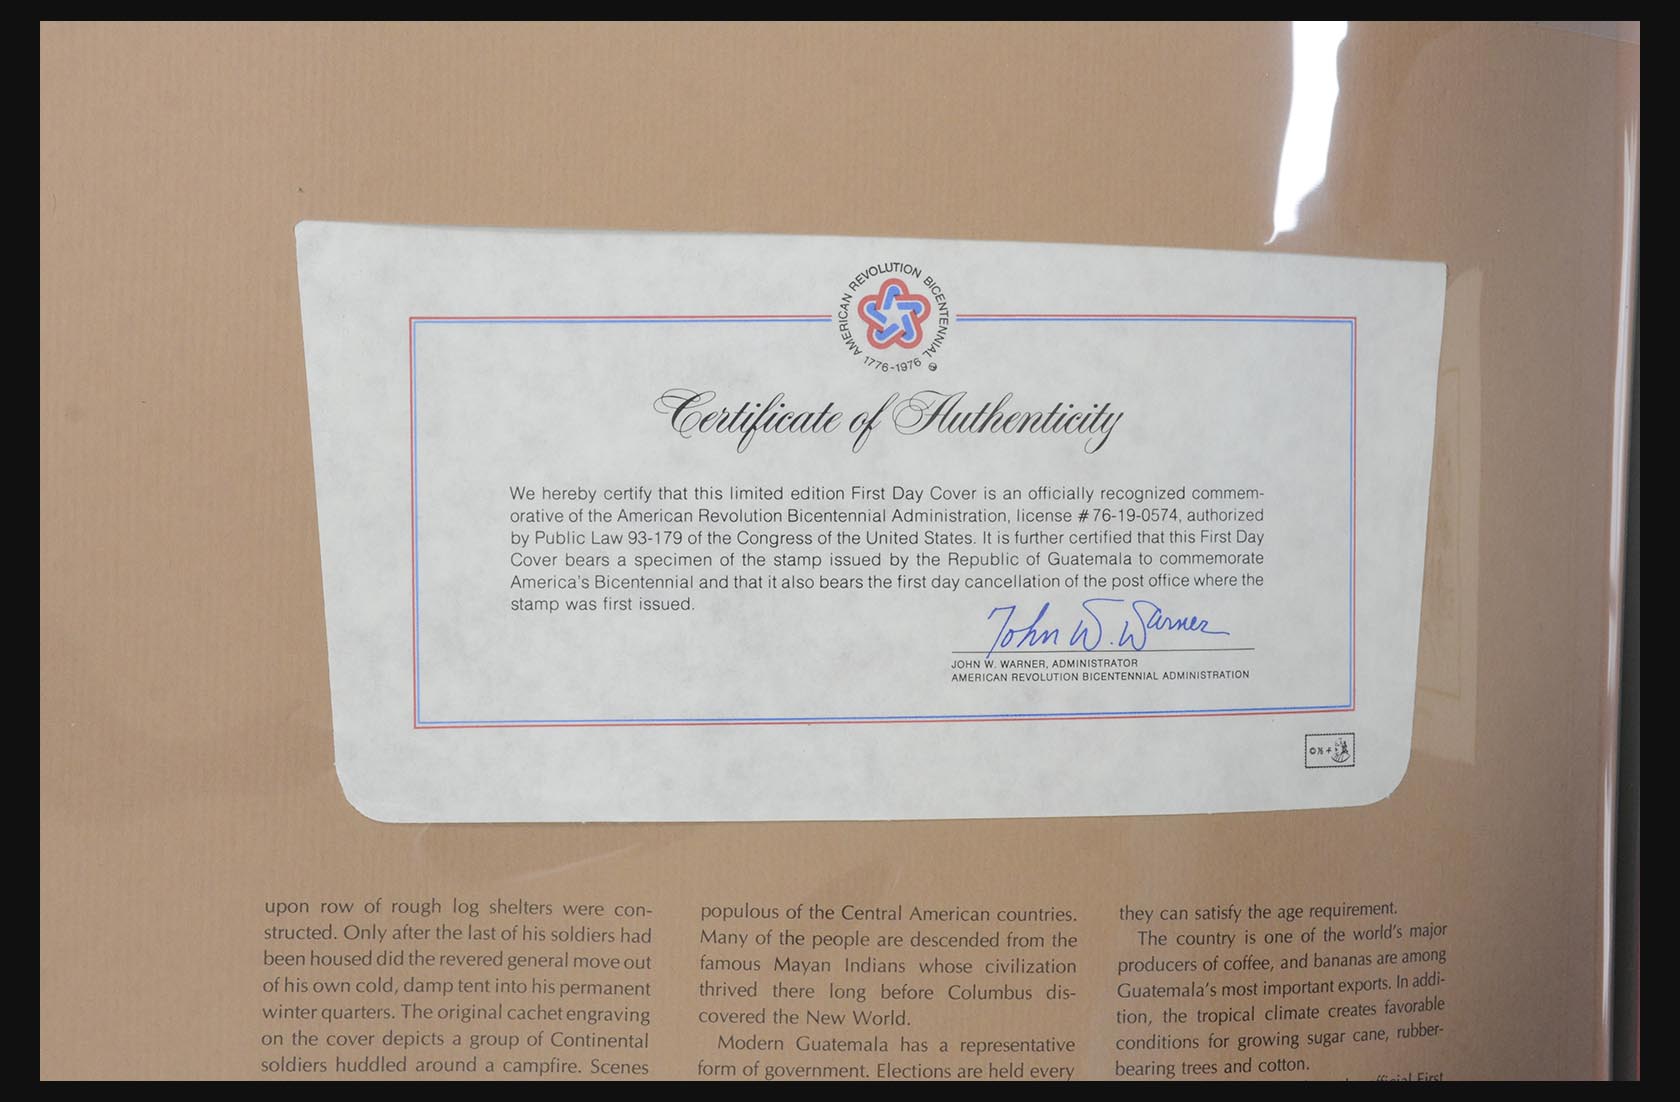 AMERICAN REVOLUTION BICENTENNIAL
1776-1976
Certificate of Authenticity
We hereby certify that this limited edition First Day Cover is an officially recognized commem-
orative of the American Revolution Bicentennial Administration, license #76-19-0574, authorized
by Public Law 93-179 of the Congress of the United States. It is further certified that this First Day
Cover bears a specimen of the stamp issued by the Republic of Guatemala to commemorate
America's Bicentennial and that it also bears the first day cancellation of the post office where the
stamp was first issued.
John W. Warner
JOHN W. WARNER, ADMINISTRATOR
AMERICAN REVOLUTION BICENTENNIAL ADMINISTRATION
upon row of rough log shelters were con-
structed. Only after the last of his soldiers had
been housed did the revered general move out
of his own cold, damp tent into his permanent
winter quarters. The original cachet engraving
on the cover depicts a group of Continental
soldiers huddled around a campfire. Scenes
populous of the Central American countries.
Many of the people are descended from the
famous Mayan Indians whose civilization
thrived there long before Columbus dis-
covered the New World.
Modern Guatemala has a representative
form of government. Elections are held every
they can satisfy the age requirement.
The country is one of the world's major
producers of coffee, and bananas are among
Guatemala's most important exports. In addi-
tion, the tropical climate creates favorable
conditions for growing sugar cane, rubber-
bearing trees and cotton.
First